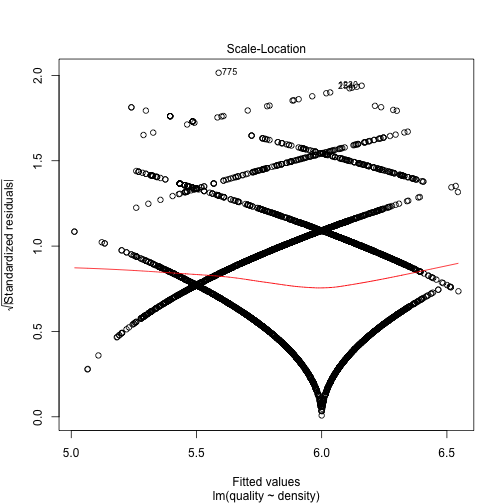 Scale-Location
√|Standardized residuals|
2.0
1.5
1.0
0.5
0.0
775
5.0 5.5 6.0 6.5
Fitted values
lm(quality ~ density)